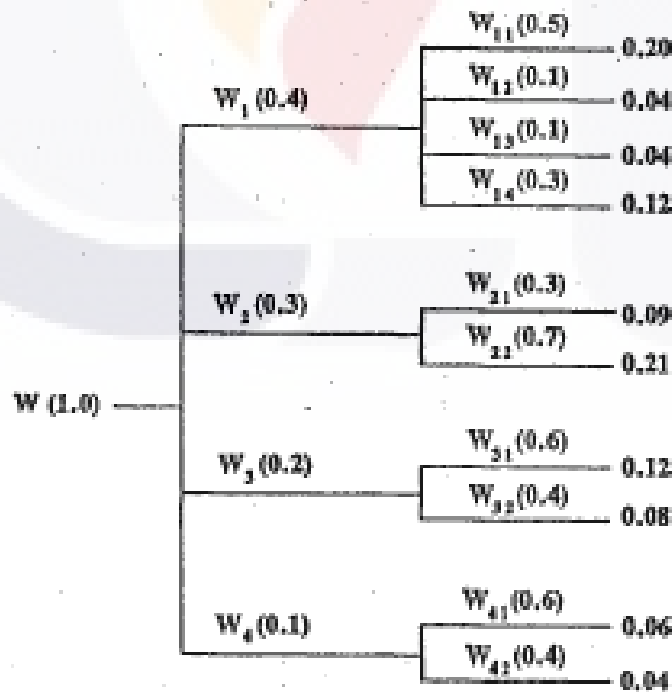 W₁₁(0.5) 0.20
W₁₂(0.1) 0.04
W₁(0.4)
W₁₃(0.1) 0.04
W₁₄(0.3) 0.12
W₂₁(0.3) 0.09
W₂(0.3)
W₂₂(0.7) 0.21
W (1.0)
W₃₁(0.6) 0.12
W₃(0.2)
W₃₂(0.4) 0.08
W₄₁(0.6) 0.06
W₄(0.1)
W₄₂(0.4) 0.04